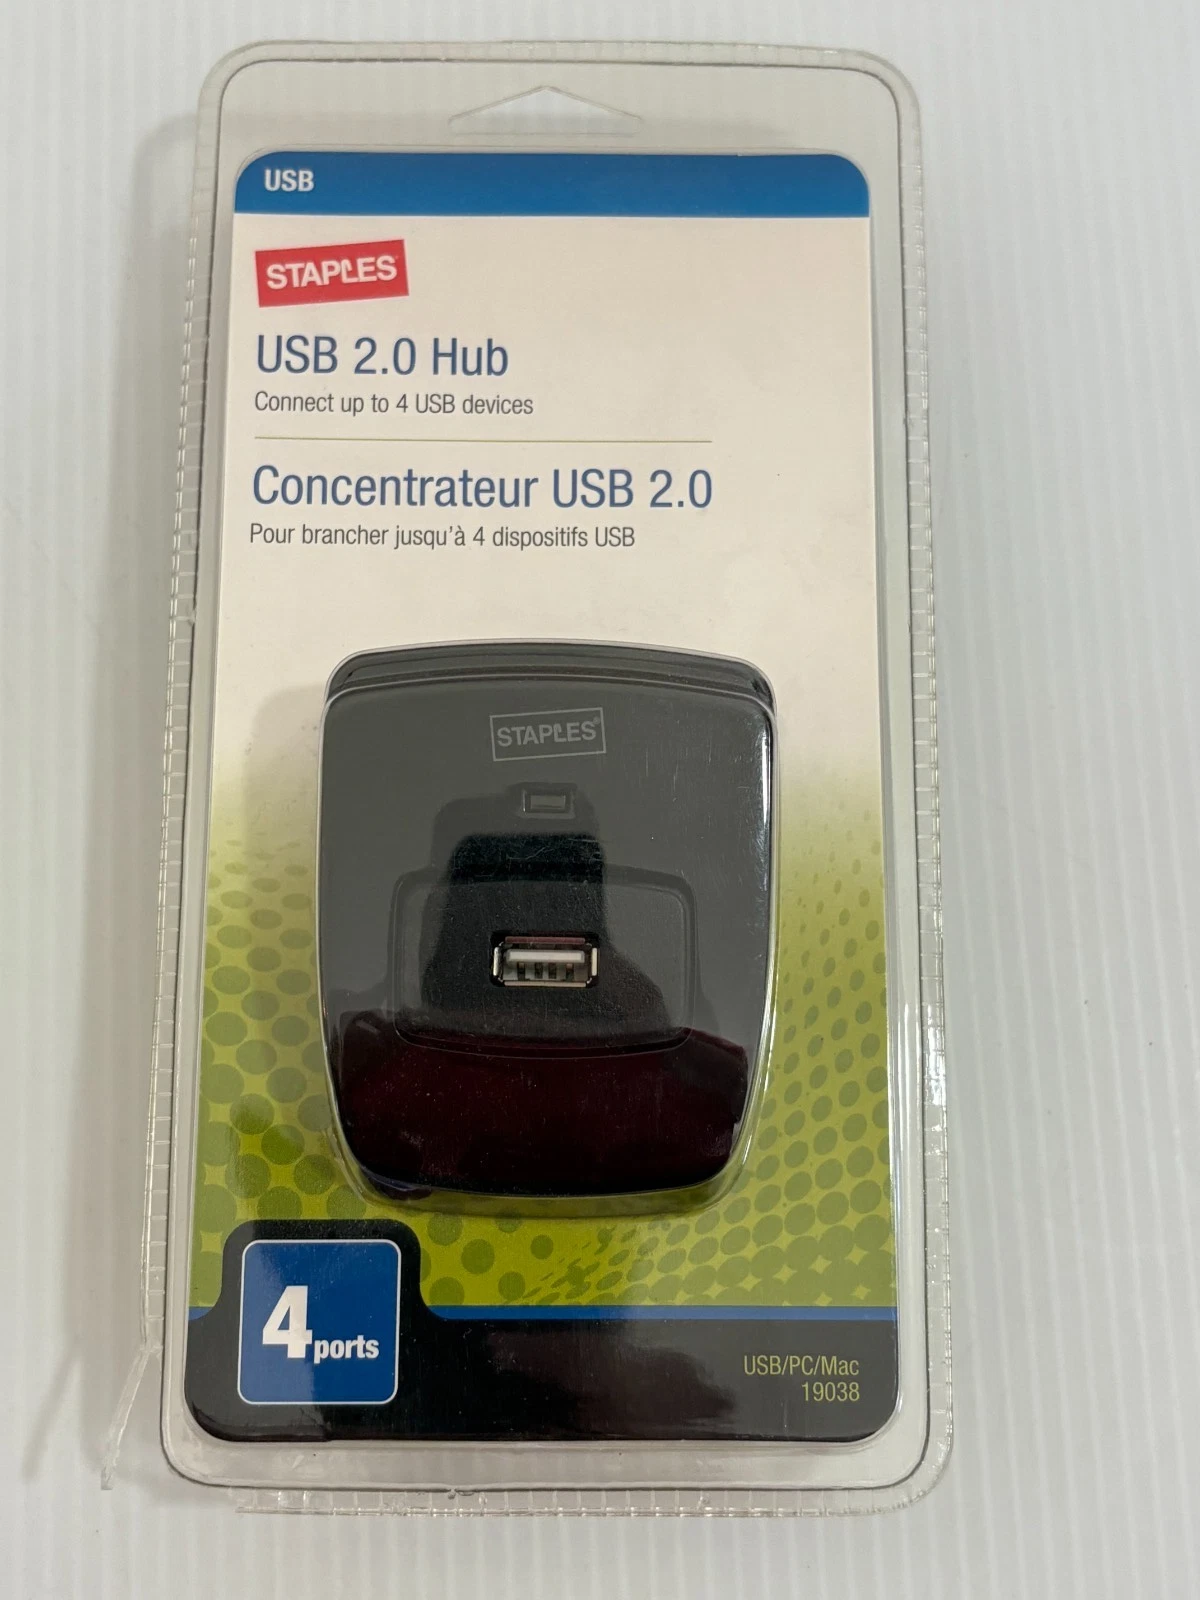 USB
STAPLES
USB 2.0 Hub
Connect up to 4 USB devices
Concentrateur USB 2.0
Pour brancher jusqu'à 4 dispositifs USB
STAPLES®
4 ports
USB/PC/Mac
19038